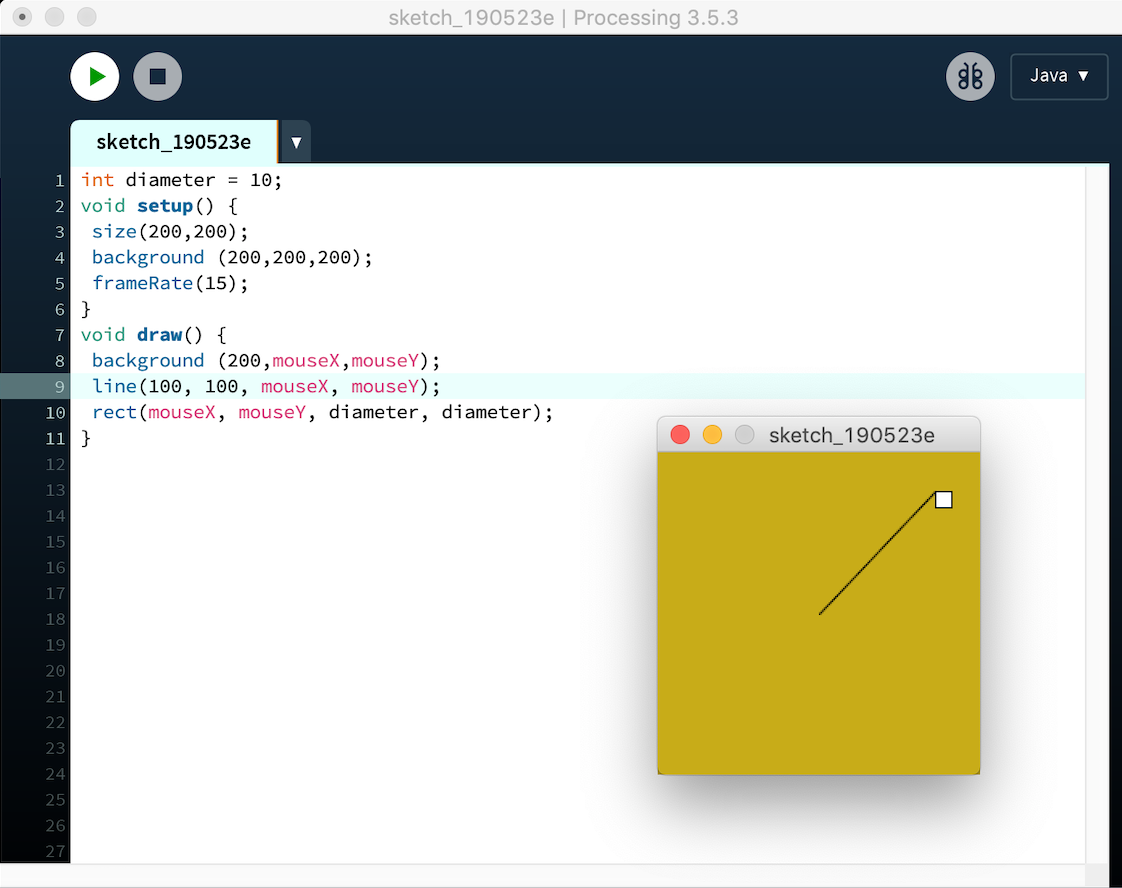 sketch_190523e | Processing 3.5.3
Java ▼
sketch_190523e ▼
1 int diameter = 10;
2 void setup() {
3  size(200,200);
4  background (200,200,200);
5  frameRate(15);
6 }
7 void draw() {
8  background (200,mouseX,mouseY);
9  line(100, 100, mouseX, mouseY);
10  rect(mouseX, mouseY, diameter, diameter);
11 }
12
13
14
15
16
17
18
19
20
21
22
23
24
25
26
27
sketch_190523e